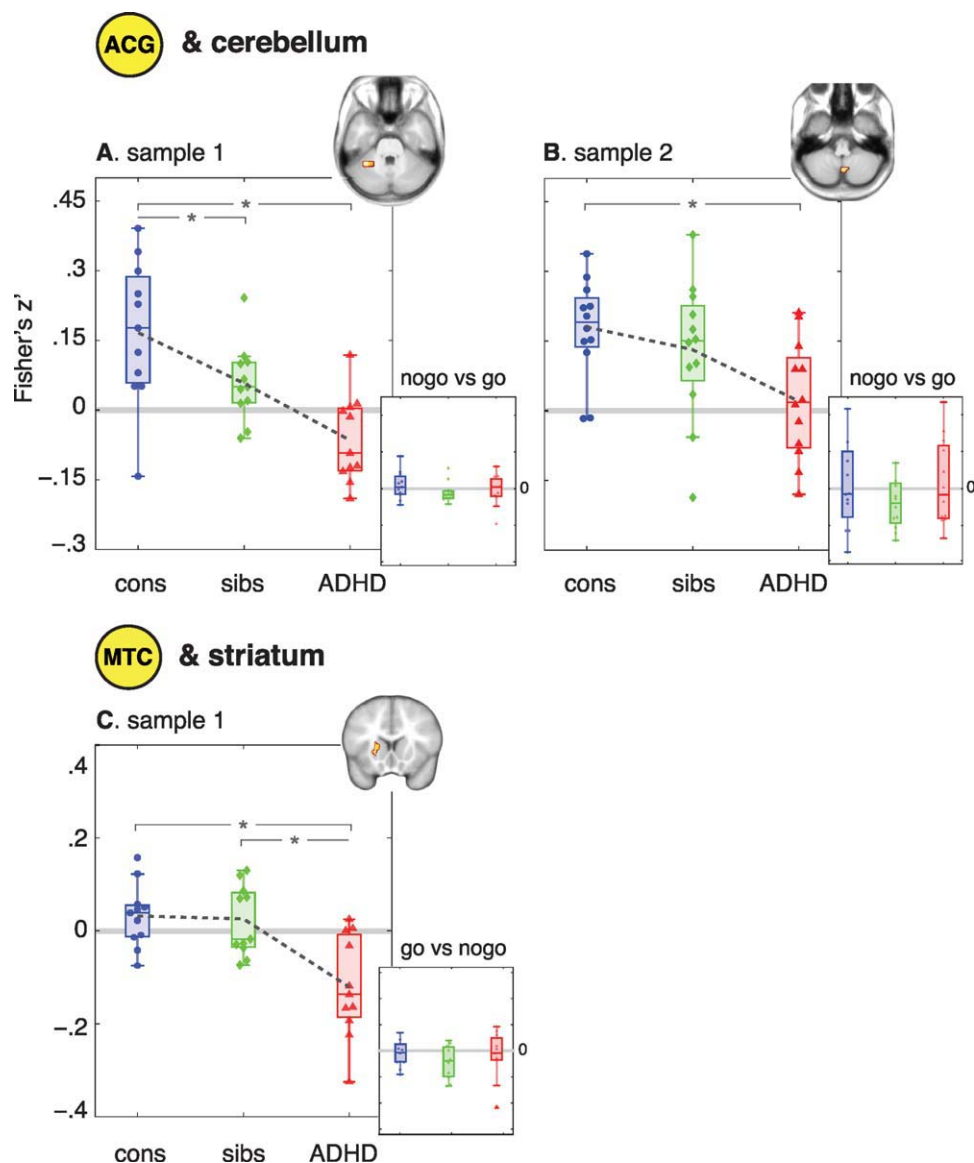 ACG & cerebellum
A. sample 1
B. sample 2
Fisher's z'
.45
.3
.15
0
-.15
-.3
*
*
*
nogo vs go
0
nogo vs go
0
cons sibs ADHD
cons sibs ADHD
MTC & striatum
C. sample 1
.4
.2
0
-.2
-.4
*
*
go vs nogo
0
cons sibs ADHD